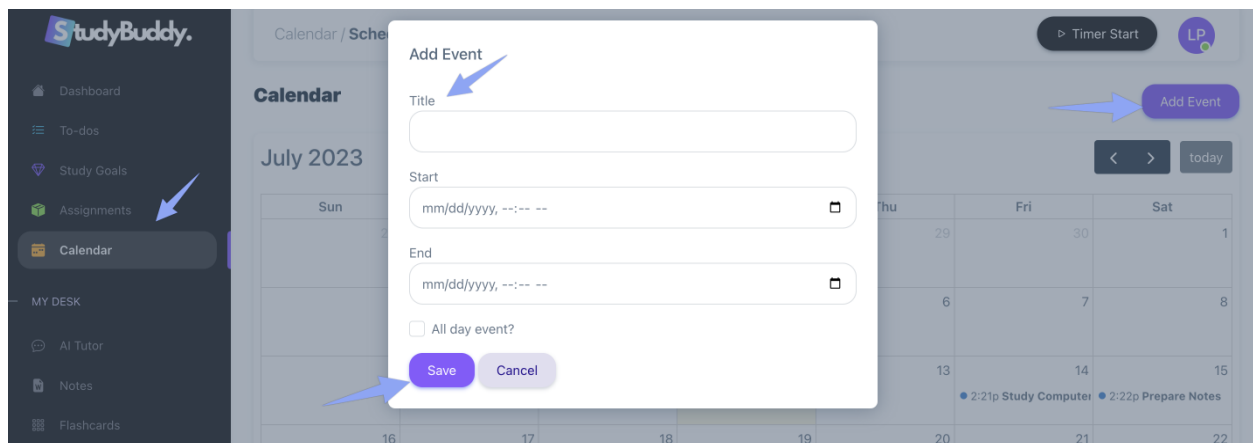 StudyBuddy.
Dashboard
To-dos
Study Goals
Assignments
Calendar
MY DESK
AI Tutor
Notes
Flashcards
Calendar / Sche
Timer Start
LP
Calendar
Add Event
July 2023
today
Sun
Thu
Fri
Sat
29
30
1
6
7
8
13
14
15
2:21p Study Computer
2:22p Prepare Notes
16
17
18
19
20
21
22
Add Event
Title
Start
mm/dd/yyyy, --:-- --
End
mm/dd/yyyy, --:-- --
All day event?
Save
Cancel